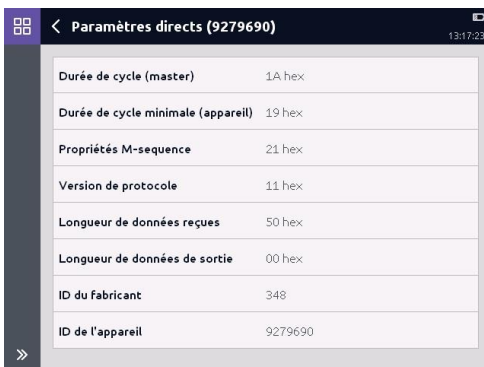 Paramètres directs (9279690)
13:17:23
Durée de cycle (master) 1A hex
Durée de cycle minimale (appareil) 19 hex
Propriétés M-sequence 21 hex
Version de protocole 11 hex
Longueur de données reçues 50 hex
Longueur de données de sortie 00 hex
ID du fabricant 348
ID de l'appareil 9279690